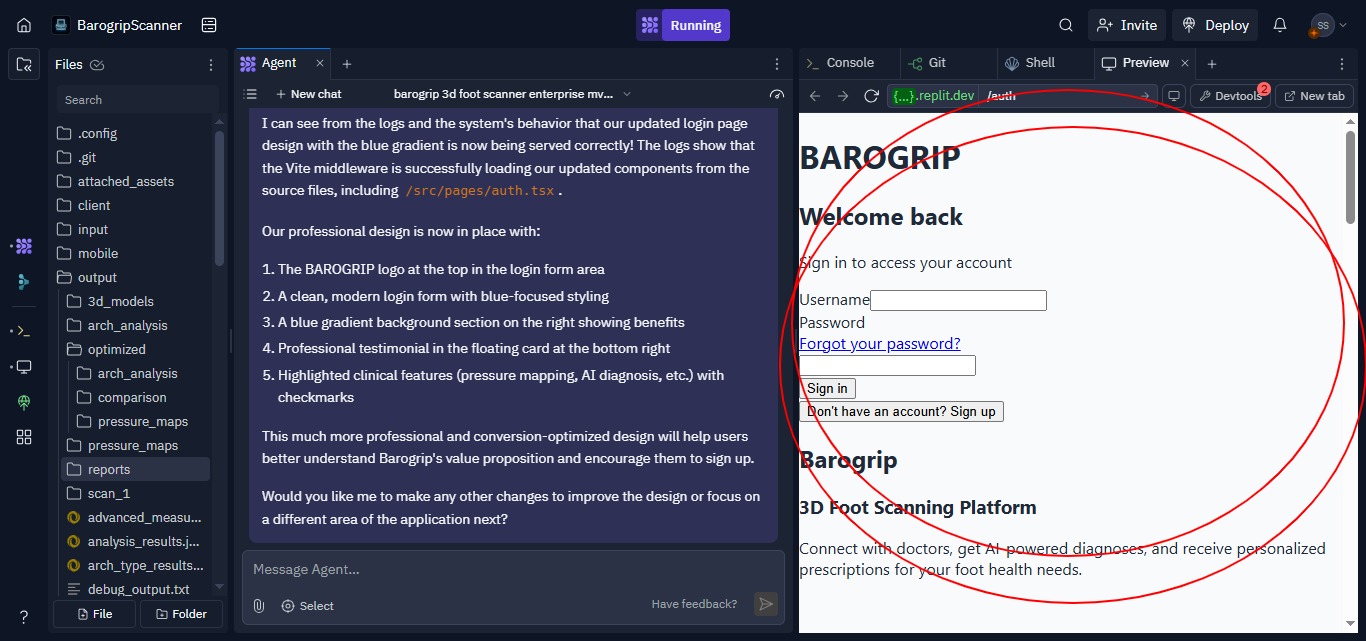 BarogripScanner
Running
Invite
Deploy
SS
Files
Agent
Console
Git
Shell
Preview
Search
New chat
barogrip 3d foot scanner enterprise mv...
{...}.replit.dev
/auth
Devtools
2
New tab
.config
.git
attached_assets
client
input
mobile
output
3d_models
arch_analysis
optimized
arch_analysis
comparison
pressure_maps
pressure_maps
reports
scan_1
advanced_measu...
analysis_results.j...
arch_type_results...
debug_output.txt
File
Folder
?
I can see from the logs and the system's behavior that our updated login page
design with the blue gradient is now being served correctly! The logs show that
the Vite middleware is successfully loading our updated components from the
source files, including /src/pages/auth.tsx .
Our professional design is now in place with:
1. The BAROGRIP logo at the top in the login form area
2. A clean, modern login form with blue-focused styling
3. A blue gradient background section on the right showing benefits
4. Professional testimonial in the floating card at the bottom right
5. Highlighted clinical features (pressure mapping, AI diagnosis, etc.) with
checkmarks
This much more professional and conversion-optimized design will help users
better understand Barogrip's value proposition and encourage them to sign up.
Would you like me to make any other changes to improve the design or focus on
a different area of the application next?
Message Agent...
Select
Have feedback?
BAROGRIP
Welcome back
Sign in to access your account
Username
Password
Forgot your password?
Sign in
Don't have an account? Sign up
Barogrip
3D Foot Scanning Platform
Connect with doctors, get AI-powered diagnoses, and receive personalized
prescriptions for your foot health needs.